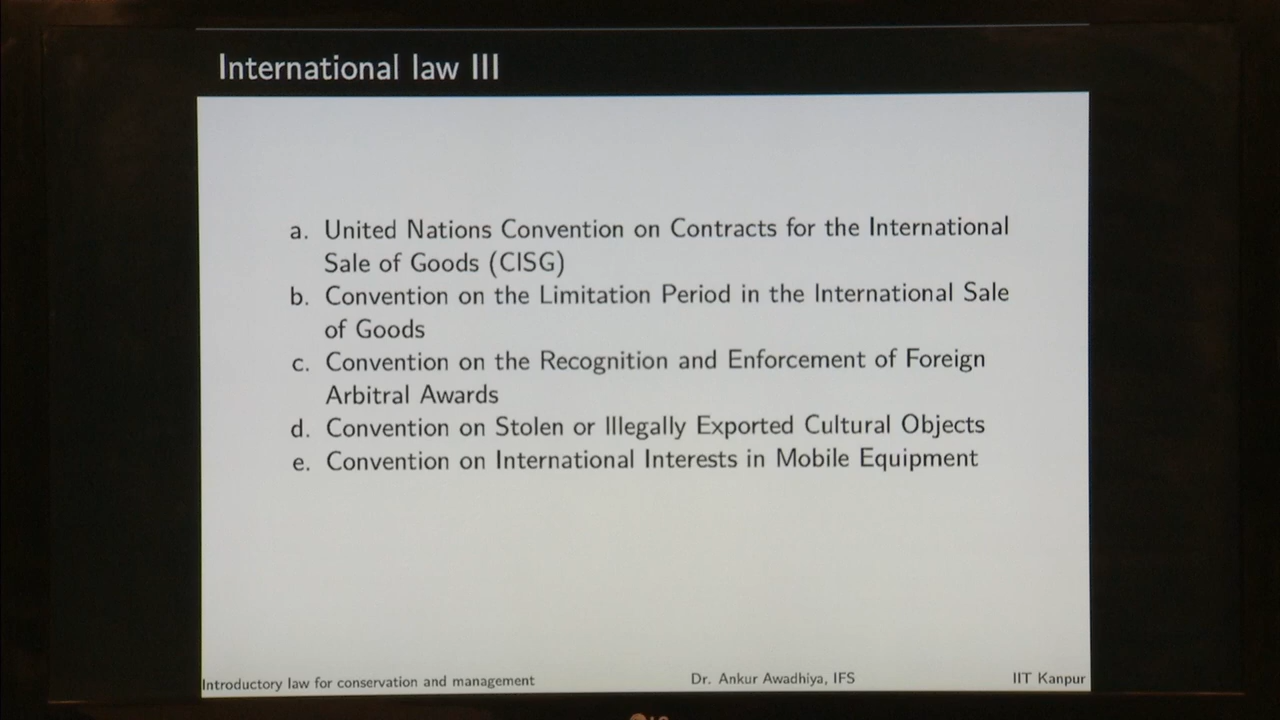 International law III
a. United Nations Convention on Contracts for the International
Sale of Goods (CISG)
b. Convention on the Limitation Period in the International Sale
of Goods
c. Convention on the Recognition and Enforcement of Foreign
Arbitral Awards
d. Convention on Stolen or Illegally Exported Cultural Objects
e. Convention on International Interests in Mobile Equipment
Introductory law for conservation and management Dr. Ankur Awadhiya, IFS IIT Kanpur